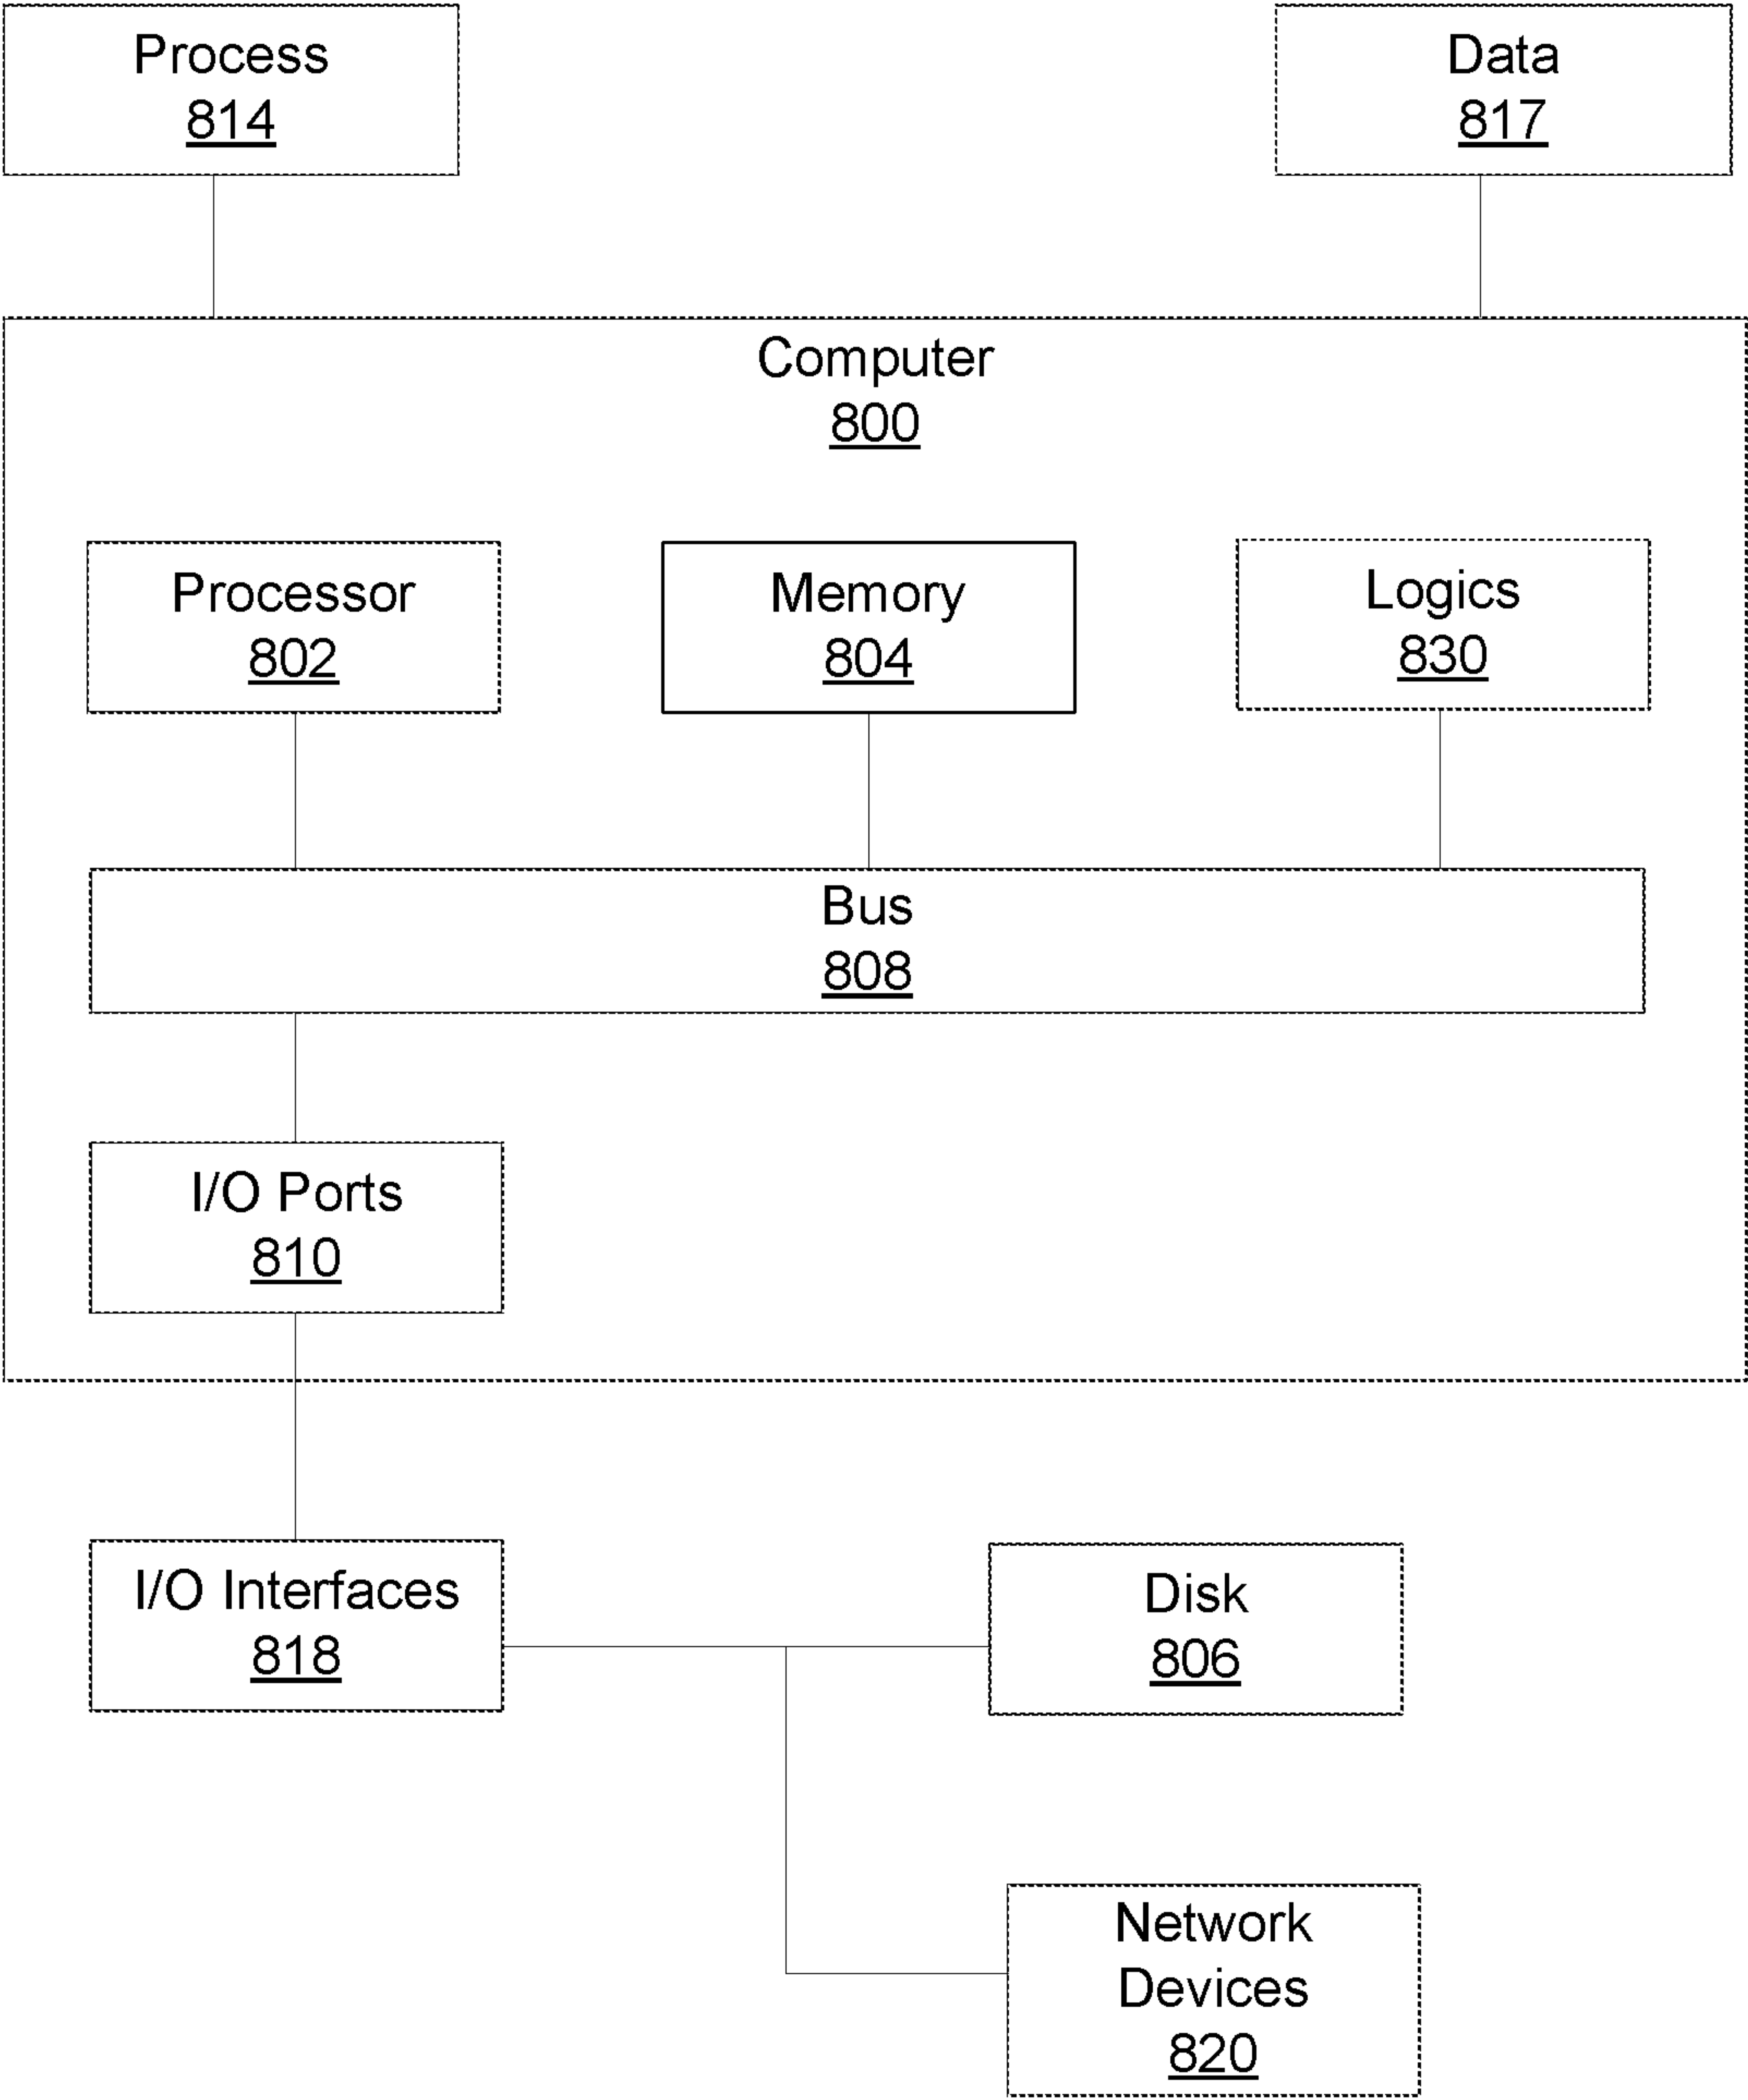 Process
814
Data
817
Computer
800
Processor
802
Memory
804
Logics
830
Bus
808
I/O Ports
810
I/O Interfaces
818
Disk
806
Network
Devices
820